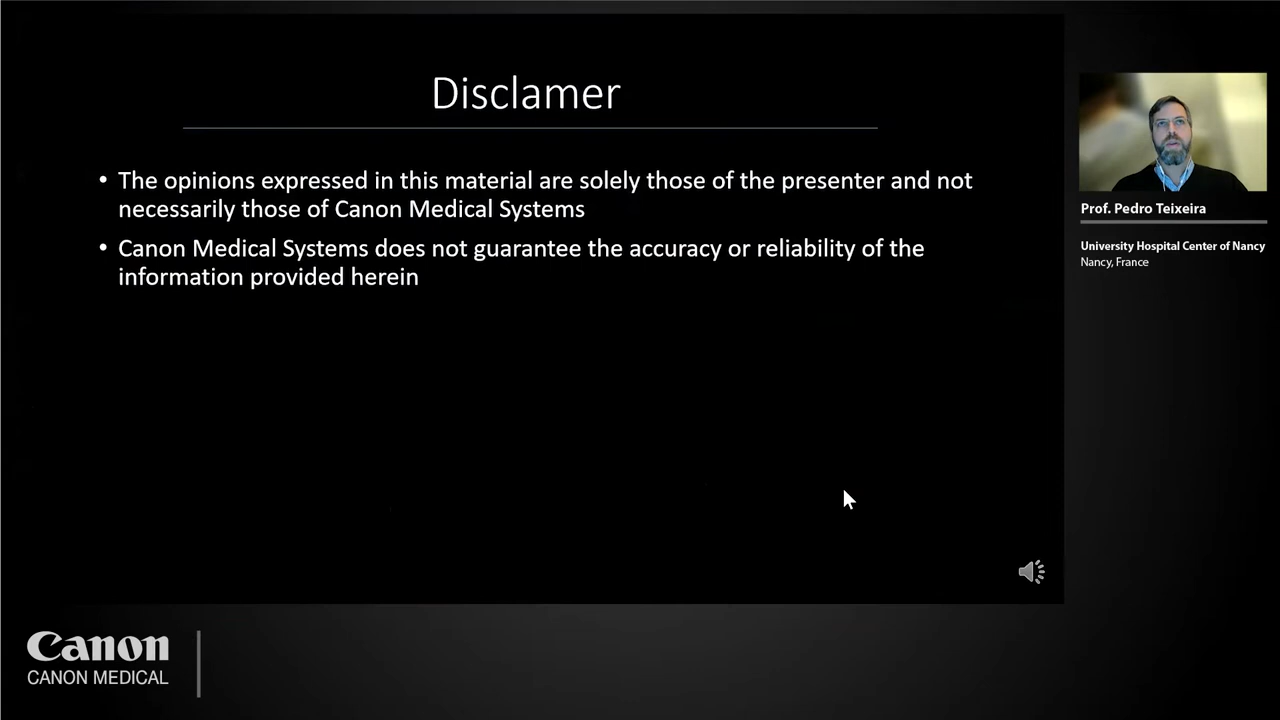 Disclamer
• The opinions expressed in this material are solely those of the presenter and not
necessarily those of Canon Medical Systems
• Canon Medical Systems does not guarantee the accuracy or reliability of the
information provided herein
Prof. Pedro Teixeira
University Hospital Center of Nancy
Nancy, France
Canon
CANON MEDICAL